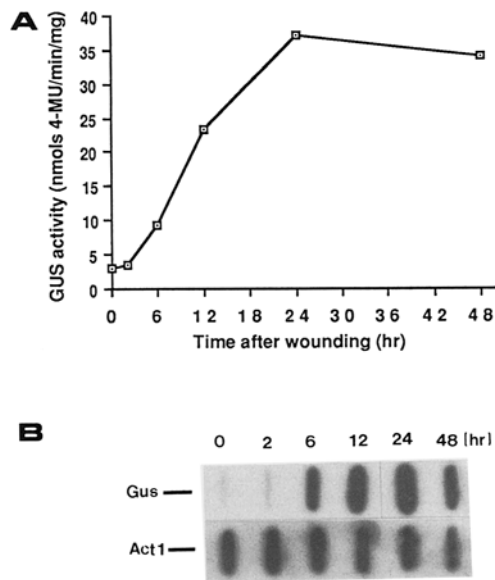 A
GUS activity (nmols 4-MU/min/mg)
40
35
30
25
20
15
10
5
0
0 6 12 18 24 30 36 42 48
Time after wounding (hr)
B
0 2 6 12 24 48 (hr)
Gus
Act1